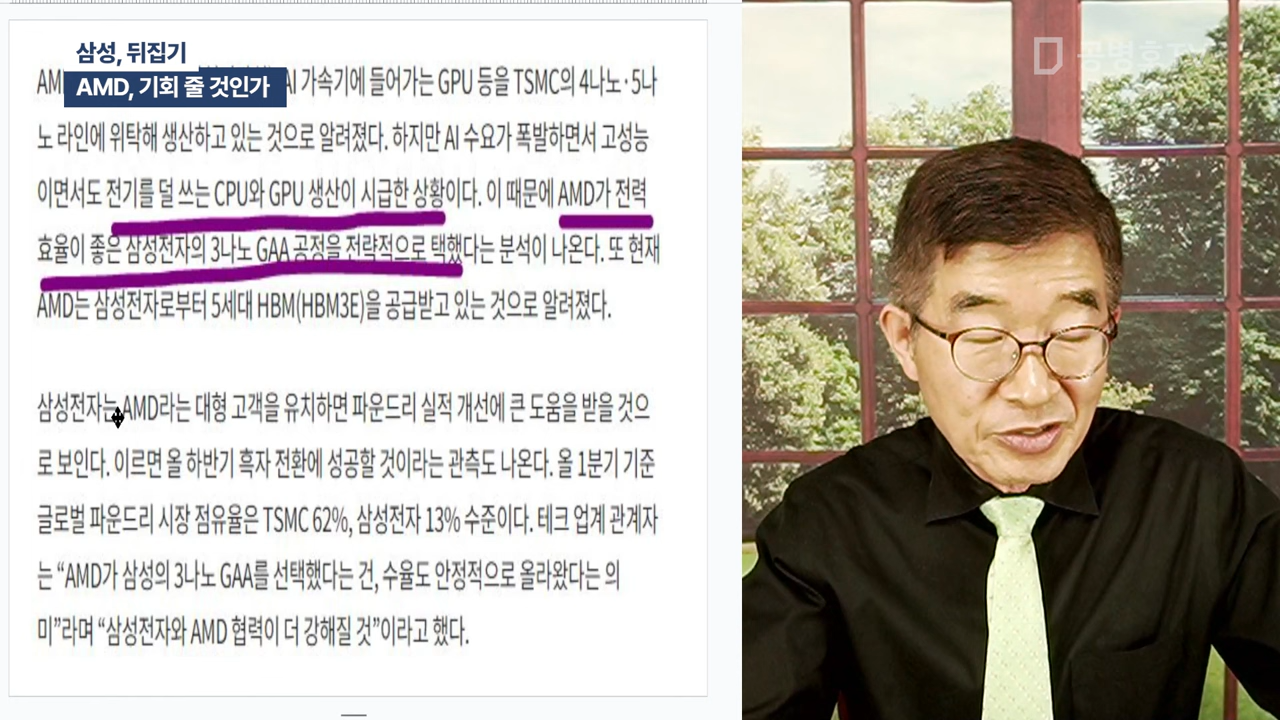 삼성, 뒤집기
AMD, 기회 줄 것인가
AM AI 가속기에 들어가는 GPU 등을 TSMC의 4나노·5나
노 라인에 위탁해 생산하고 있는 것으로 알려졌다. 하지만 AI 수요가 폭발하면서 고성능
이면서도 전기를 덜 쓰는 CPU와 GPU 생산이 시급한 상황이다. 이 때문에 AMD가 전력
효율이 좋은 삼성전자의 3나노 GAA 공정을 전략적으로 택했다는 분석이 나온다. 또 현재
AMD는 삼성전자로부터 5세대 HBM(HBM3E)을 공급받고 있는 것으로 알려졌다.
삼성전자는 AMD라는 대형 고객을 유치하면 파운드리 실적 개선에 큰 도움을 받을 것으
로 보인다. 이르면 올 하반기 흑자 전환에 성공할 것이라는 관측도 나온다. 올 1분기 기준
글로벌 파운드리 시장 점유율은 TSMC 62%, 삼성전자 13% 수준이다. 테크 업계 관계자
는 “AMD가 삼성의 3나노 GAA를 선택했다는 건, 수율도 안정적으로 올라왔다는 의
미”라며 “삼성전자와 AMD 협력이 더 강해질 것”이라고 했다.